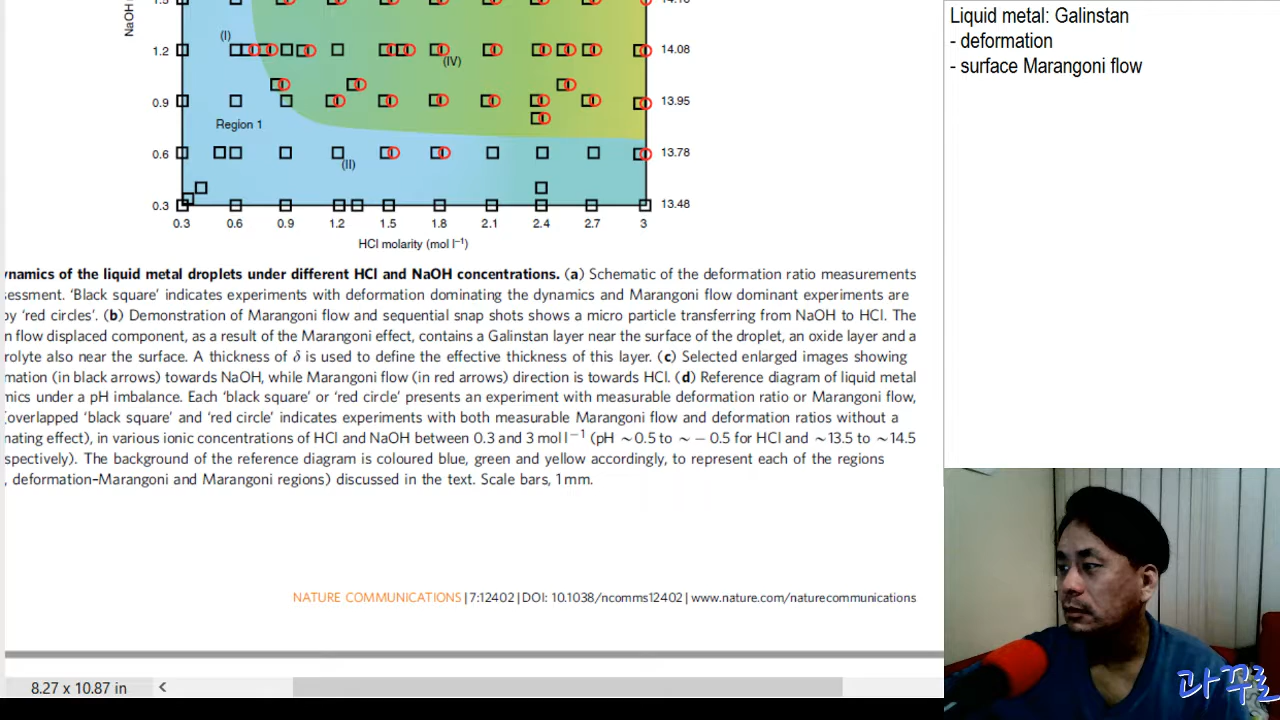 1.5
14.18
NaOH
(I)
1.2
14.08
(IV)
0.9
13.95
Region 1
0.6
13.78
(II)
0.3
13.48
0.3 0.6 0.9 1.2 1.5 1.8 2.1 2.4 2.7 3
HCl molarity (mol l⁻¹)
ynamics of the liquid metal droplets under different HCl and NaOH concentrations. (a) Schematic of the deformation ratio measurements
sessment. ‘Black square’ indicates experiments with deformation dominating the dynamics and Marangoni flow dominant experiments are
by ‘red circles’. (b) Demonstration of Marangoni flow and sequential snap shots shows a micro particle transferring from NaOH to HCl. The
n flow displaced component, as a result of the Marangoni effect, contains a Galinstan layer near the surface of the droplet, an oxide layer and a
rolyte also near the surface. A thickness of δ is used to define the effective thickness of this layer. (c) Selected enlarged images showing
mation (in black arrows) towards NaOH, while Marangoni flow (in red arrows) direction is towards HCl. (d) Reference diagram of liquid metal
mics under a pH imbalance. Each ‘black square’ or ‘red circle’ presents an experiment with measurable deformation ratio or Marangoni flow,
overlapped ‘black square’ and ‘red circle’ indicates experiments with both measurable Marangoni flow and deformation ratios without a
nating effect), in various ionic concentrations of HCl and NaOH between 0.3 and 3 mol l⁻¹ (pH ~0.5 to ~ − 0.5 for HCl and ~13.5 to ~14.5
spectively). The background of the reference diagram is coloured blue, green and yellow accordingly, to represent each of the regions
, deformation–Marangoni and Marangoni regions) discussed in the text. Scale bars, 1 mm.
NATURE COMMUNICATIONS | 7:12402 | DOI: 10.1038/ncomms12402 | www.nature.com/naturecommunications
8.27 x 10.87 in
Liquid metal: Galinstan
- deformation
- surface Marangoni flow
과꾸로